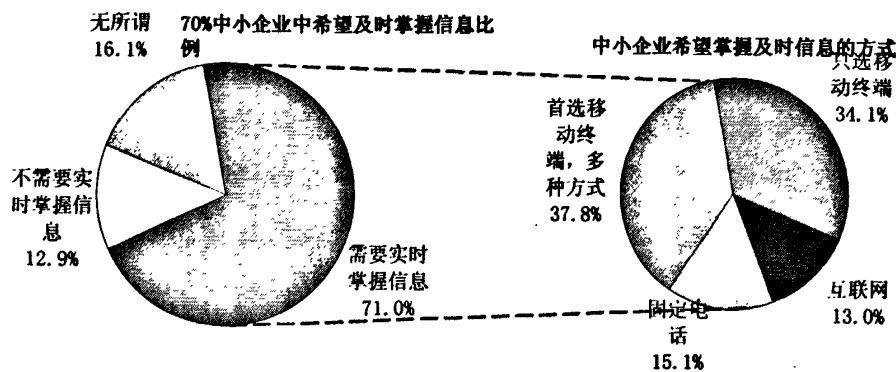 无所谓
16.1%
70%中小企业中希望及时掌握信息比
例
中小企业希望掌握及时信息的方式
只选移
动终端
34.1%
首选移
动终
端，多
种方式
37.8%
不需要实
时掌握信
息
12.9%
需要实时
掌握信息
71.0%
互联网
13.0%
固定电
话
15.1%